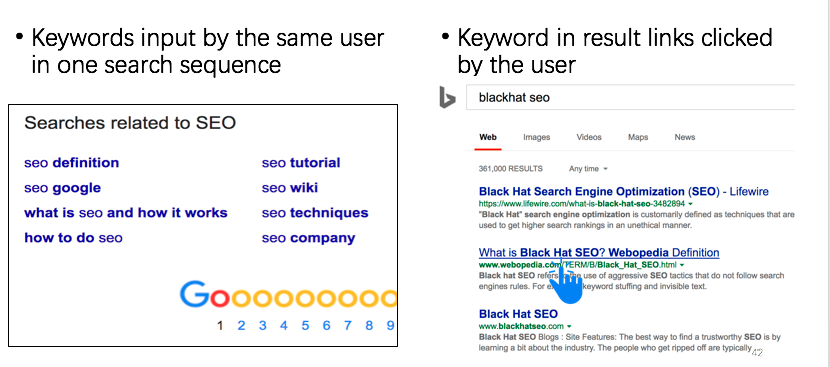 • Keywords input by the same user
in one search sequence
Searches related to SEO
seo definition
seo google
what is seo and how it works
how to do seo
seo tutorial
seo wiki
seo techniques
seo company
Gooooooooo
1 2 3 4 5 6 7 8 9
• Keyword in result links clicked
by the user
blackhat seo
Web Images Videos Maps News
361,000 RESULTS Any time
Black Hat Search Engine Optimization (SEO) - Lifewire
https://www.lifewire.com/what-is-black-hat-seo-3482894
"Black Hat" search engine optimization is customarily defined as techniques that are
used to get higher search rankings in an unethical manner.
What is Black Hat SEO? Webopedia Definition
www.webopedia.com/TERM/B/Black_Hat_SEO.html
Black hat SEO refers the use of aggressive SEO tactics that do not follow search
engines rules. For keyword stuffing and invisible text.
Black Hat SEO
www.blackhatseo.com
Black Hat SEO Blogs : Site Features: The best way to find a trustworthy SEO is by
learning a bit about the industry. The people who get ripped off are typically
42